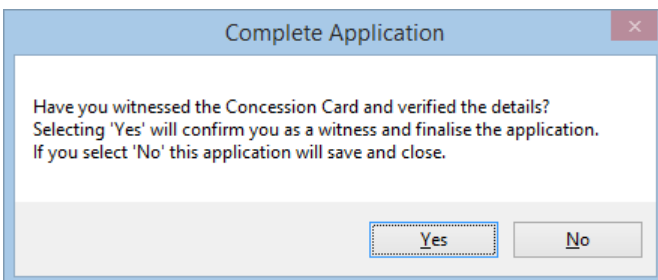 Complete Application
×
Have you witnessed the Concession Card and verified the details?
Selecting 'Yes' will confirm you as a witness and finalise the application.
If you select 'No' this application will save and close.
Yes
No